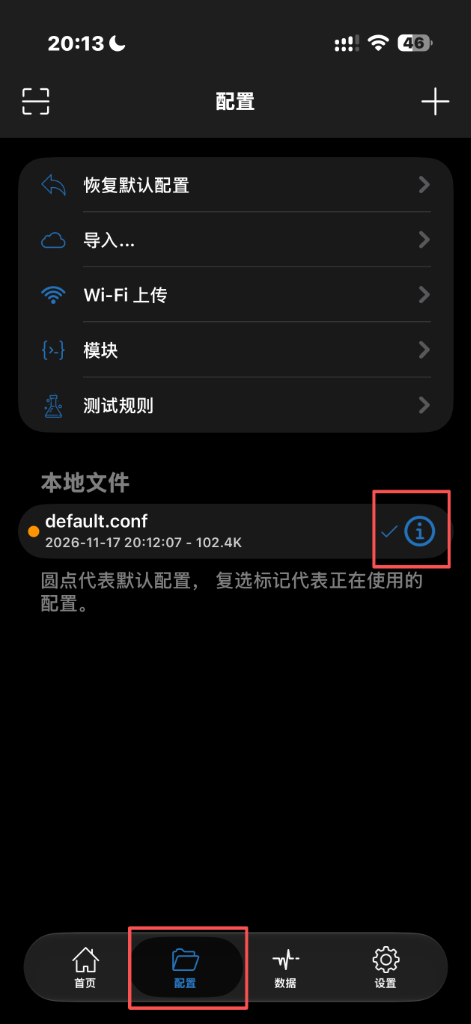 20:13
46
配置
恢复默认配置
导入...
Wi-Fi 上传
模块
测试规则
本地文件
default.conf
2026-11-17 20:12:07 - 102.4K
圆点代表默认配置， 复选标记代表正在使用的
配置。
首页
配置
数据
设置